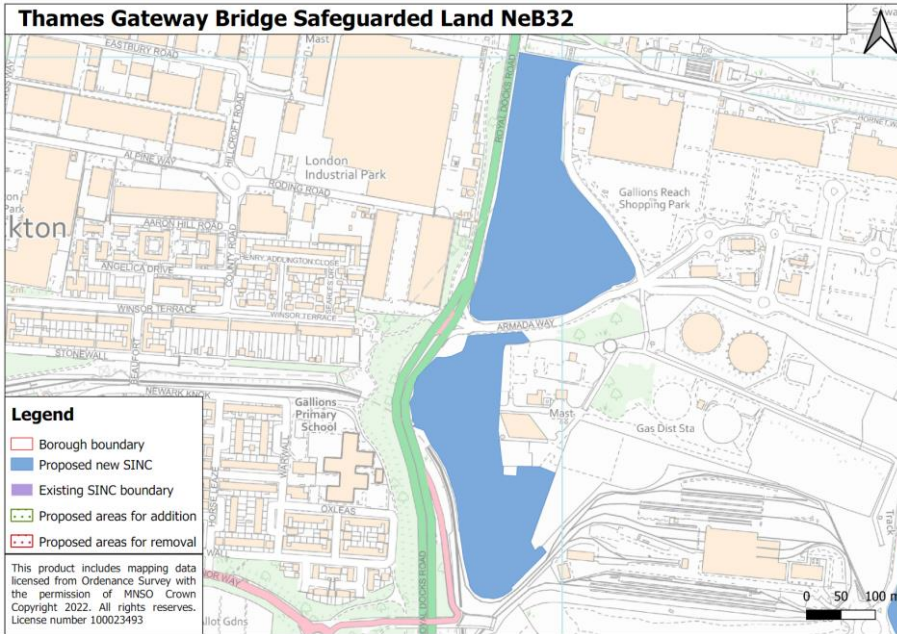 Thames Gateway Bridge Safeguarded Land NeB32
EASTBURY ROAD
Mast
ROYAL DOCKS ROAD
HILLCROFT ROAD
ALPINE WAY
London
Industrial Park
RODING ROAD
Gallions Reach
Shopping Park
Park
kton
AARON HILL ROAD
COUNTY ROAD
HENRY ADDLINGTON CLOSE
ANGELICA DRIVE
WINSOR TERRACE
WINSOR TERRACE
ARMADA WAY
STONEWALL
BEAUFORT
NEWARK KNOK
Gallions
Primary
School
WARWALL
Mast
Gas Dist Sta
OXLEAS
Track
ROYAL DOCKS ROAD
Allot Gdns
Legend
Borough boundary
Proposed new SINC
Existing SINC boundary
Proposed areas for addition
Proposed areas for removal
This product includes mapping data
licensed from Ordenance Survey with
the permission of MNSO Crown
Copyright 2022. All rights reserves.
License number 100023493
0 50 100 m